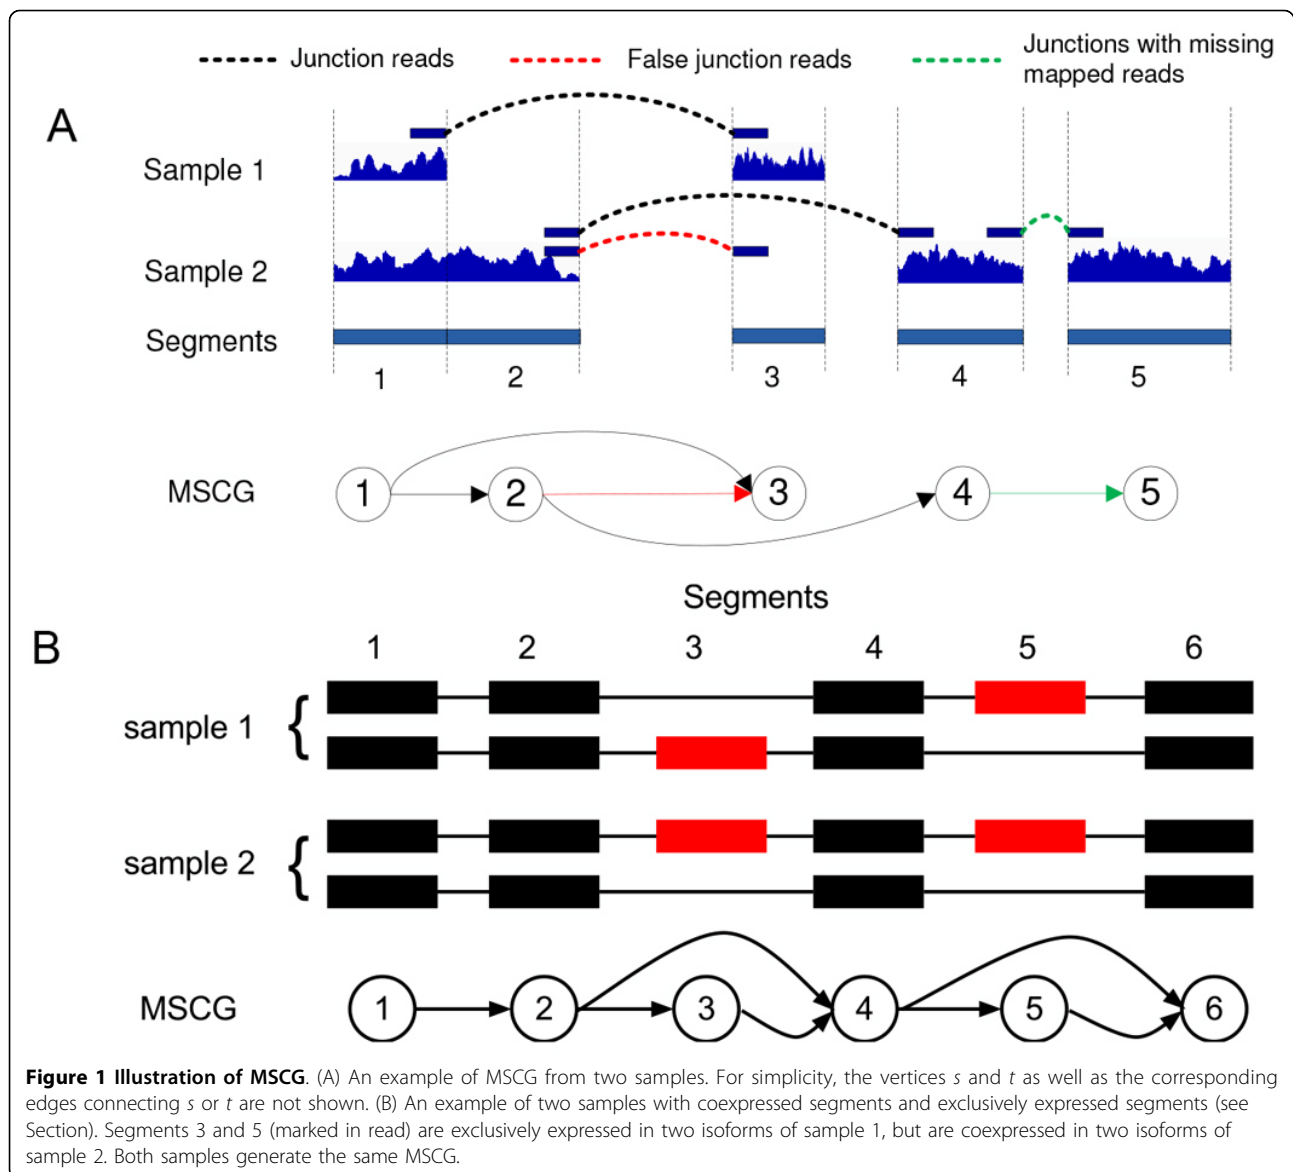 Junction reads False junction reads Junctions with missing
mapped reads
A
Sample 1
Sample 2
Segments
1 2 3 4 5
MSCG 1 2 3 4 5
Segments
B 1 2 3 4 5 6
sample 1 {
sample 2 {
MSCG 1 2 3 4 5 6
Figure 1 Illustration of MSCG. (A) An example of MSCG from two samples. For simplicity, the vertices s and t as well as the corresponding
edges connecting s or t are not shown. (B) An example of two samples with coexpressed segments and exclusively expressed segments (see
Section). Segments 3 and 5 (marked in read) are exclusively expressed in two isoforms of sample 1, but are coexpressed in two isoforms of
sample 2. Both samples generate the same MSCG.